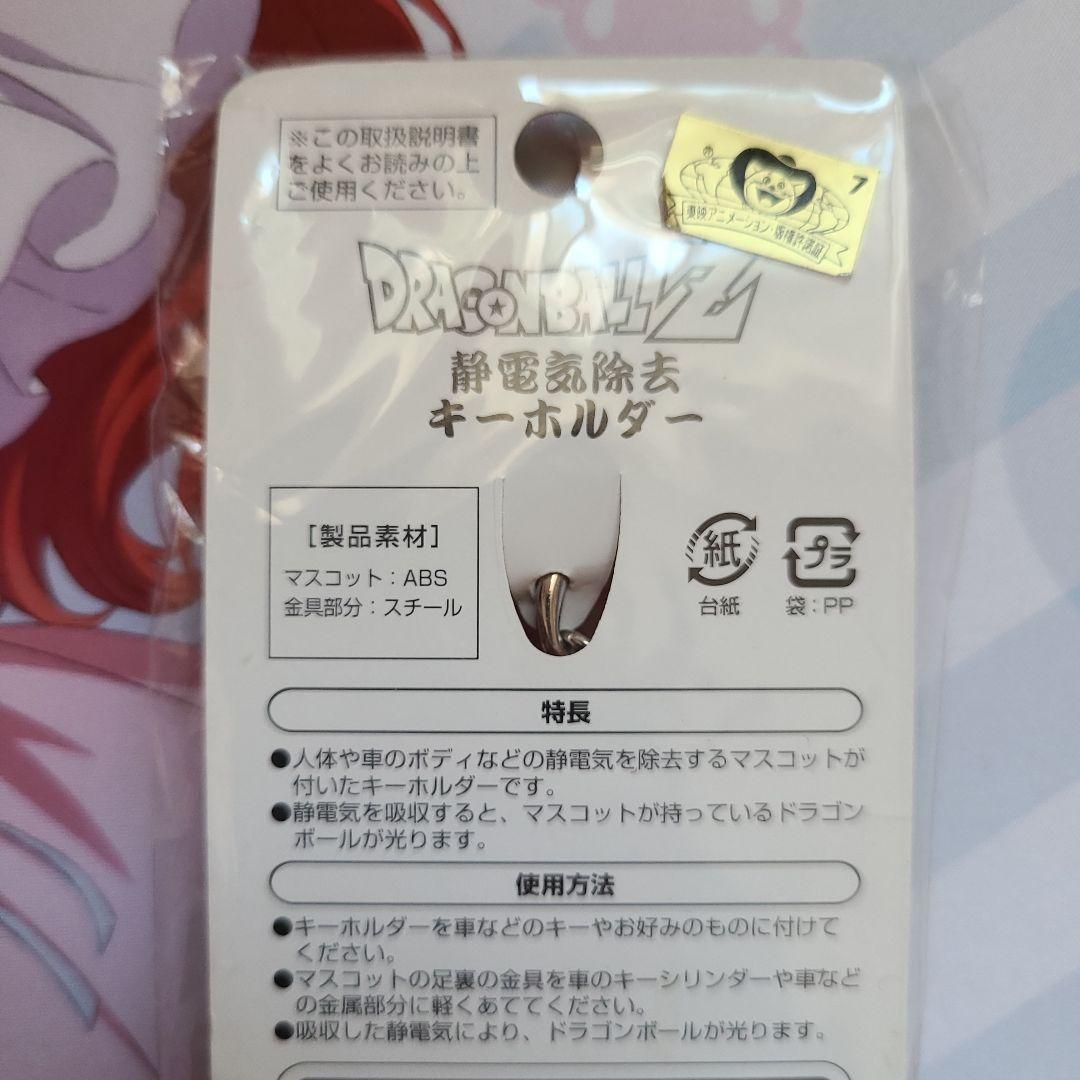 ※この取扱説明書
をよくお読みの上
ご使用ください。
7
東映アニメーション・版権許諾証
DRAGONBALL Z
静電気除去
キーホルダー
[製品素材]
マスコット:ABS
金具部分:スチール
紙
台紙
プラ
袋:PP
特長
●人体や車のボディなどの静電気を除去するマスコットが
付いたキーホルダーです。
●静電気を吸収すると、マスコットが持っているドラゴン
ボールが光ります。
使用方法
●キーホルダーを車などのキーやお好みのものに付けて
ください。
●マスコットの足裏の金具を車のキーシリンダーや車など
の金属部分に軽くあててください。
●吸収した静電気により、ドラゴンボールが光ります。